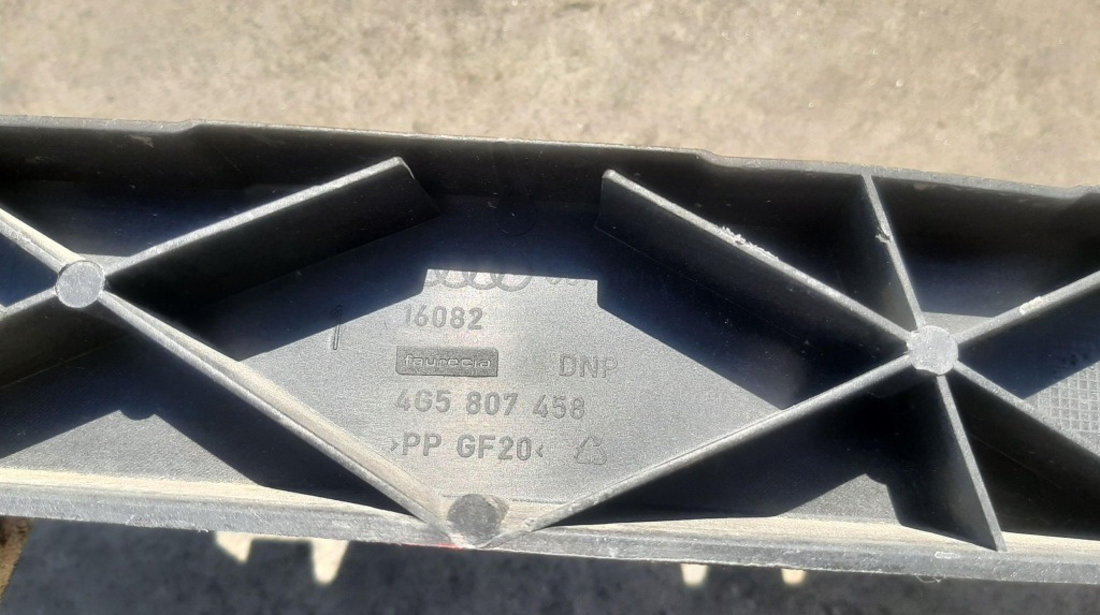 16082
faurecia
DNP
4G5 807 458
>PP GF20<